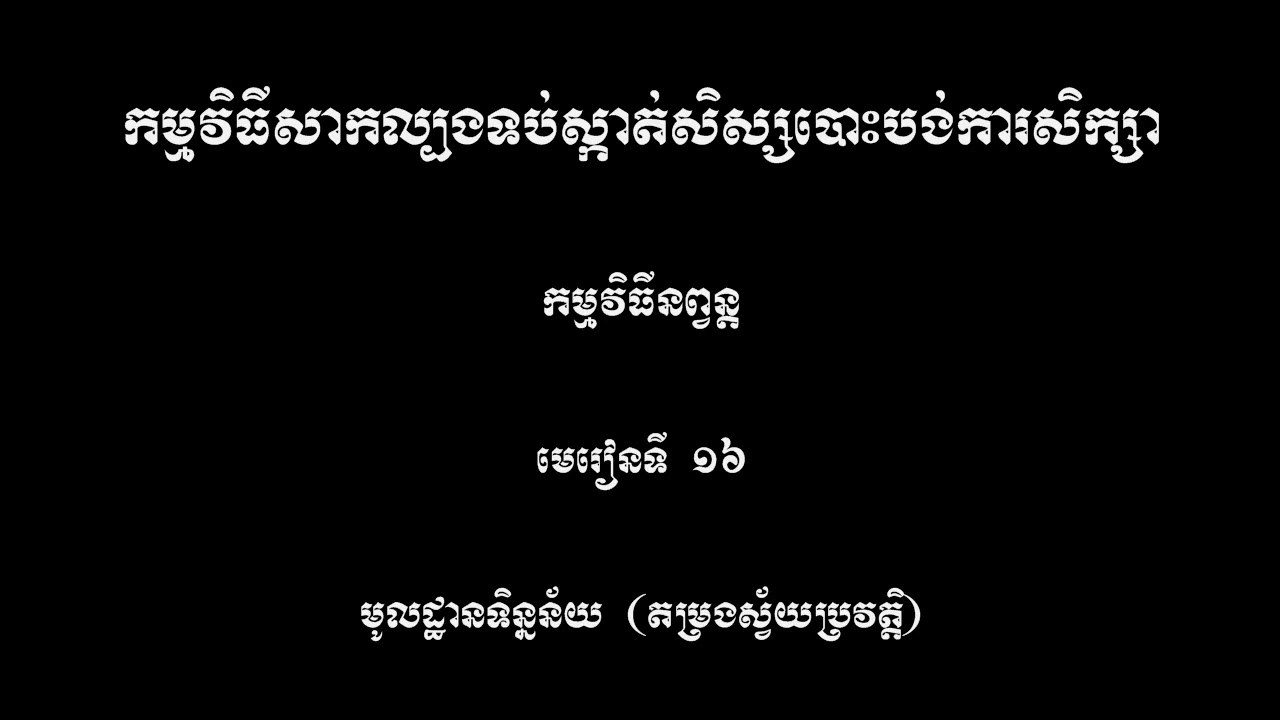 កម្មវិធីសាកល្បងទប់ស្កាត់សិស្សបោះបង់ការសិក្សា
កម្មវិធីនព្វន្ត
មេរៀនទី ១៦
មូលដ្ឋានទិន្នន័យ (តម្រងស្វ័យប្រវត្តិ)